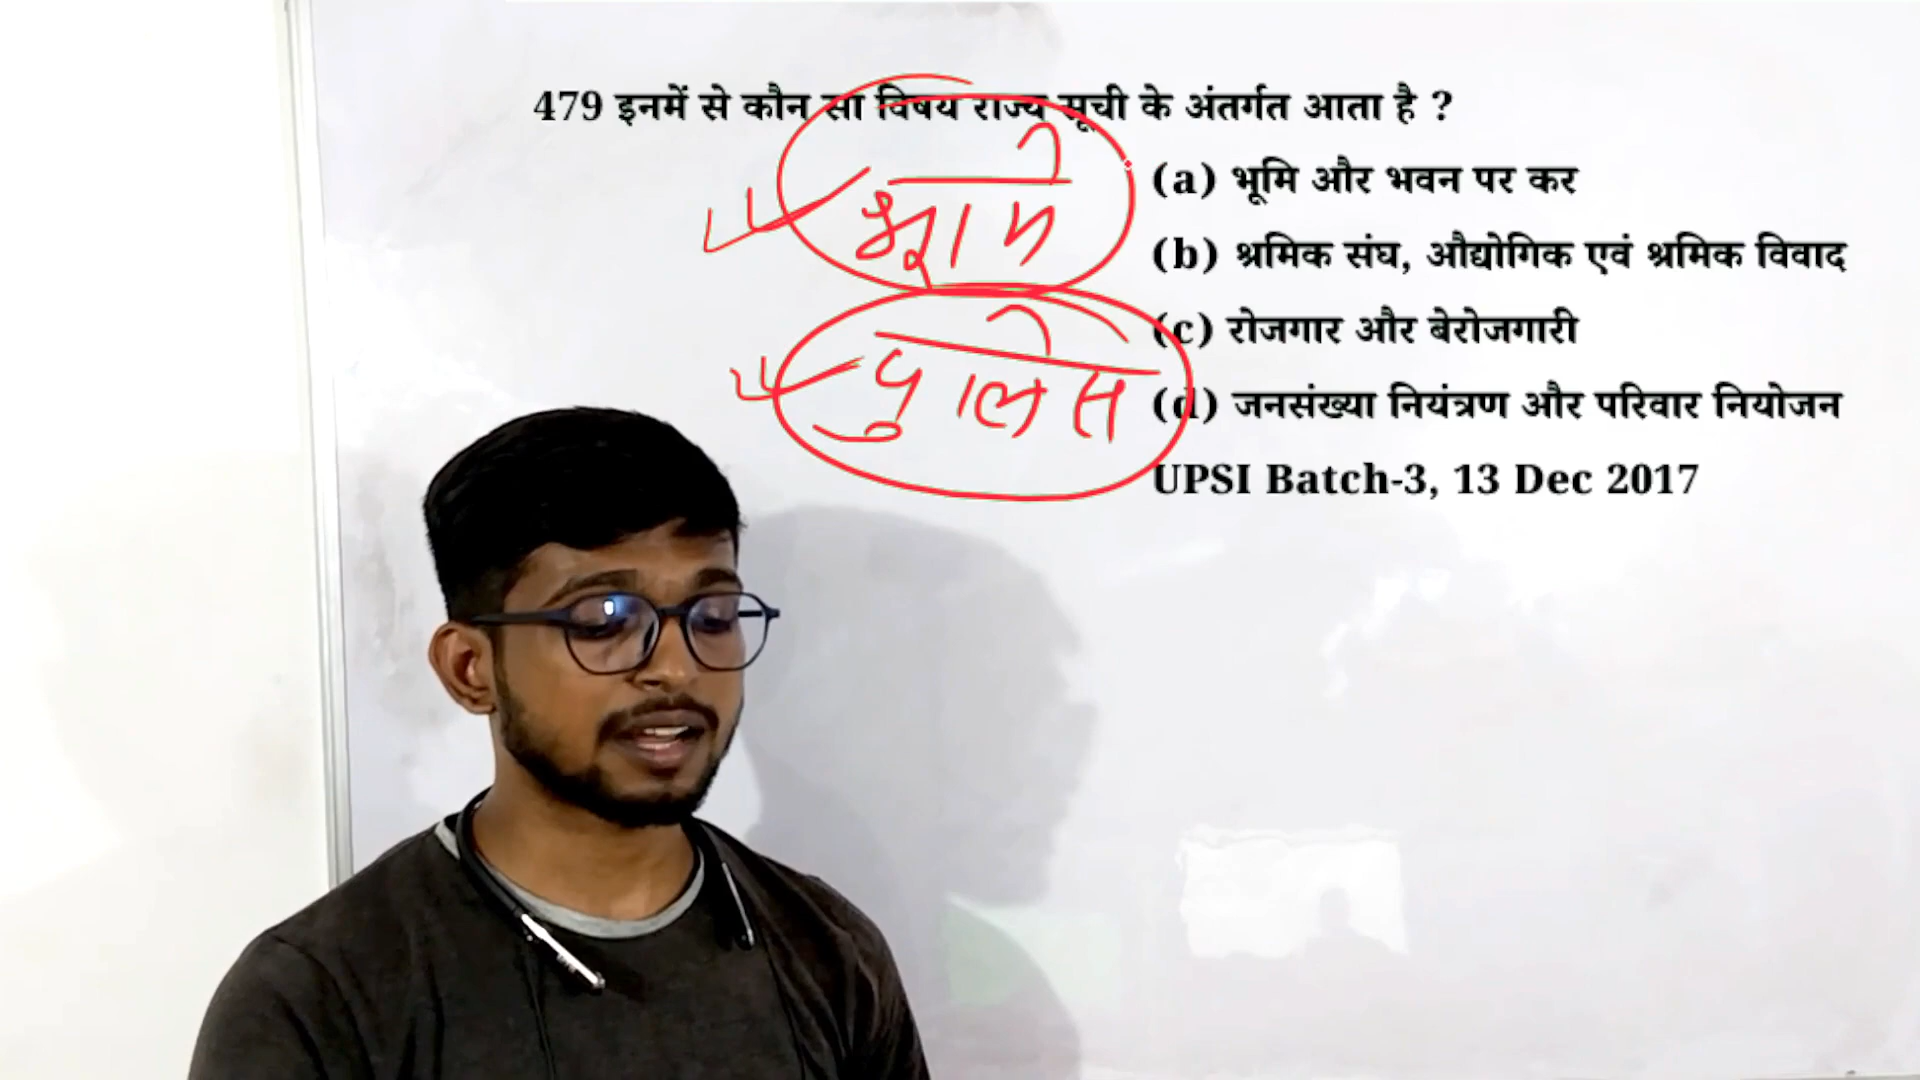 479 इनमें से कौन सा विषय राज्य सूची के अंतर्गत आता है ?
(a) भूमि और भवन पर कर
(b) श्रमिक संघ, औद्योगिक एवं श्रमिक विवाद
(c) रोजगार और बेरोजगारी
(d) जनसंख्या नियंत्रण और परिवार नियोजन
UPSI Batch-3, 13 Dec 2017
भूमि
पुलिस